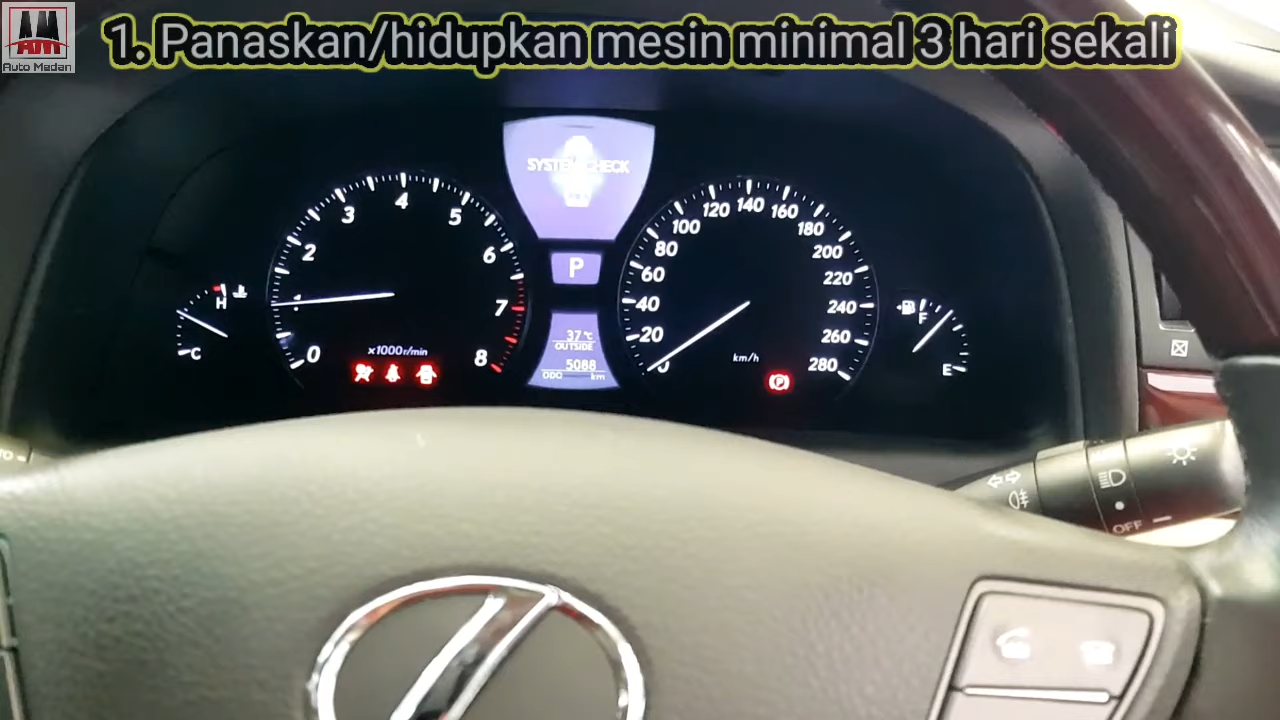 1. Panaskan/hidupkan mesin minimal 3 hari sekali
AM
Auto Medan
SYSTEM CHECK
0 1 2 3 4 5 6 7 8
x1000r/min
H
C
P
37°C
OUTSIDE
5088
ODO km
0 20 40 60 80 100 120 140 160 180 200 220 240 260 280
km/h
F
E
OFF